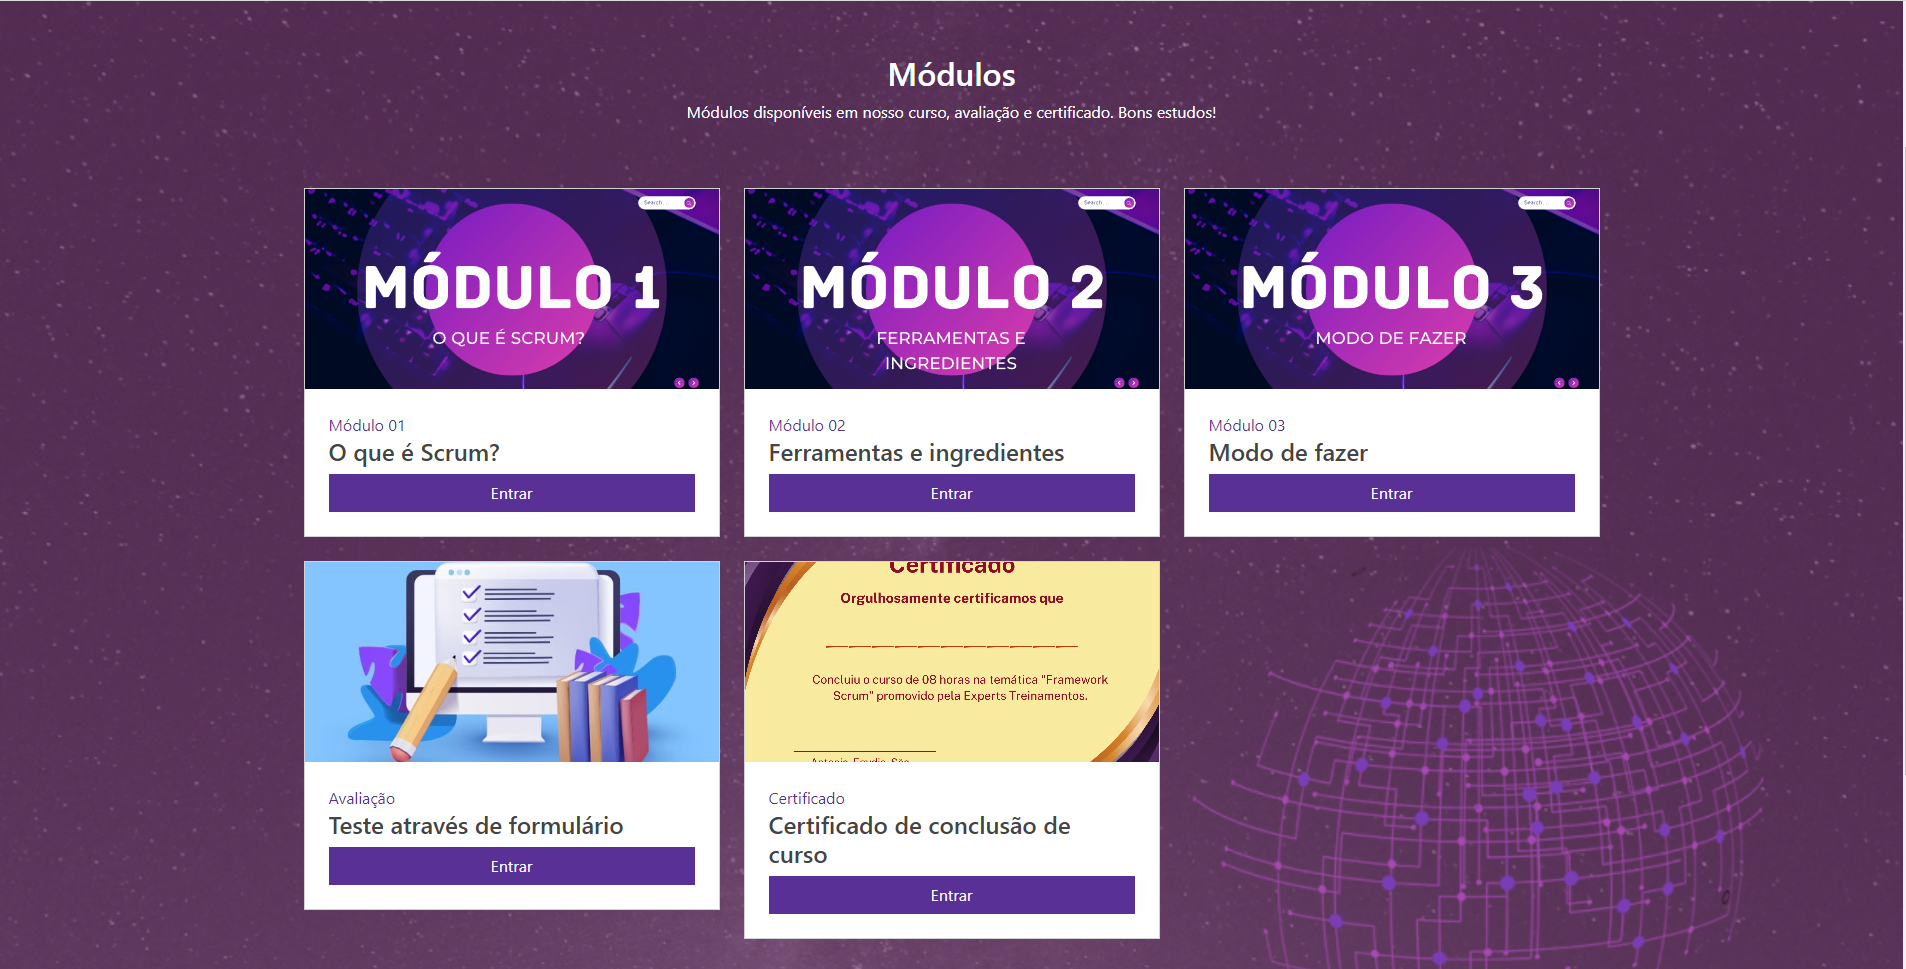 Módulos
Módulos disponíveis em nosso curso, avaliação e certificado. Bons estudos!
Search...
MÓDULO 1
O QUE É SCRUM?
Módulo 01
O que é Scrum?
Entrar
Search...
MÓDULO 2
FERRAMENTAS E
INGREDIENTES
Módulo 02
Ferramentas e ingredientes
Entrar
Search...
MÓDULO 3
MODO DE FAZER
Módulo 03
Modo de fazer
Entrar
Avaliação
Teste através de formulário
Entrar
Certificado
Orgulhosamente certificamos que
Concluiu o curso de 08 horas na temática "Framework
Scrum" promovido pela Experts Treinamentos.
Certificado
Certificado de conclusão de
curso
Entrar